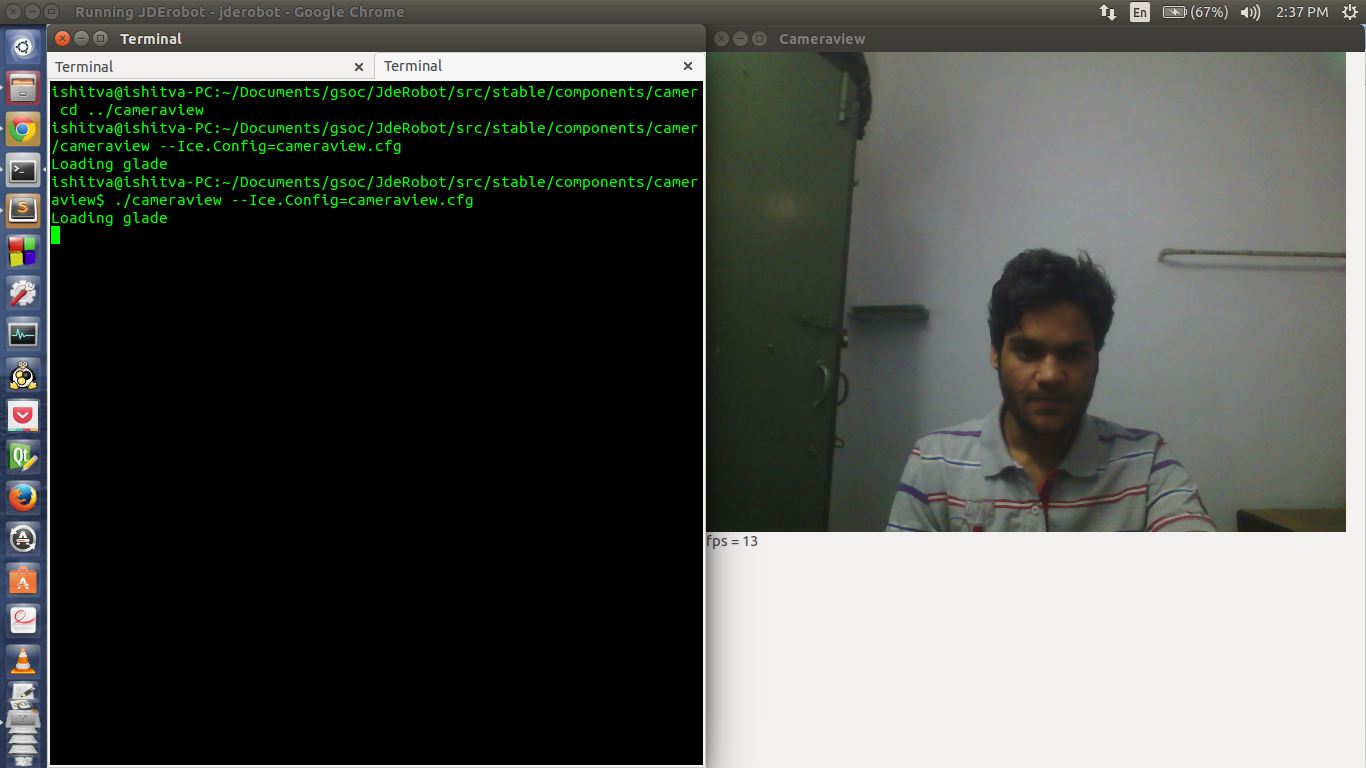 Running JDErobot - jderobot - Google Chrome
En
(67%)
2:37 PM
Terminal
Terminal
Terminal
ishitva@ishitva-PC:~/Documents/gsoc/JdeRobot/src/stable/components/camer
cd ../cameraview
ishitva@ishitva-PC:~/Documents/gsoc/JdeRobot/src/stable/components/camer
/cameraview --Ice.Config=cameraview.cfg
Loading glade
ishitva@ishitva-PC:~/Documents/gsoc/JdeRobot/src/stable/components/camer
aview$ ./cameraview --Ice.Config=cameraview.cfg
Loading glade
Cameraview
fps = 13
Qt